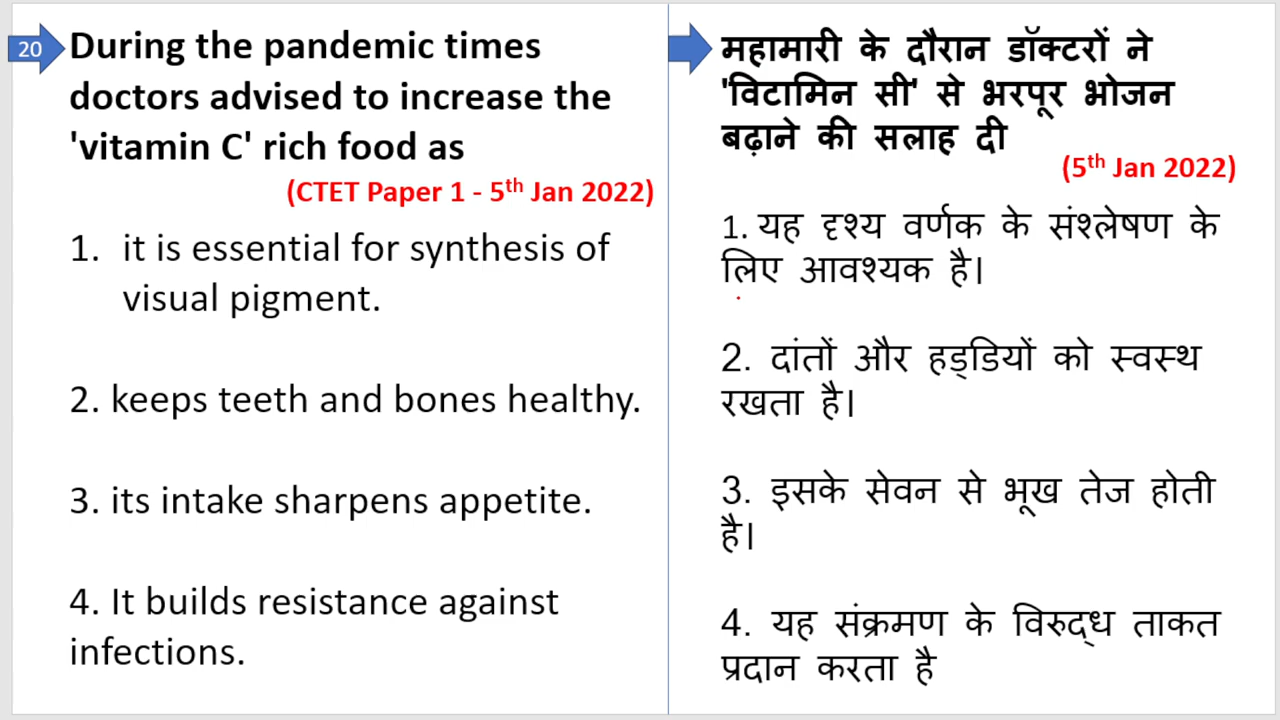 20
During the pandemic times
doctors advised to increase the
'vitamin C' rich food as
(CTET Paper 1 - 5th Jan 2022)
1. it is essential for synthesis of
visual pigment.
2. keeps teeth and bones healthy.
3. its intake sharpens appetite.
4. It builds resistance against
infections.
महामारी के दौरान डॉक्टरों ने
'विटामिन सी' से भरपूर भोजन
बढ़ाने की सलाह दी
(5th Jan 2022)
1. यह दृश्य वर्णक के संश्लेषण के
लिए आवश्यक है।
2. दांतों और हड्डियों को स्वस्थ
रखता है।
3. इसके सेवन से भूख तेज होती
है।
4. यह संक्रमण के विरुद्ध ताकत
प्रदान करता है